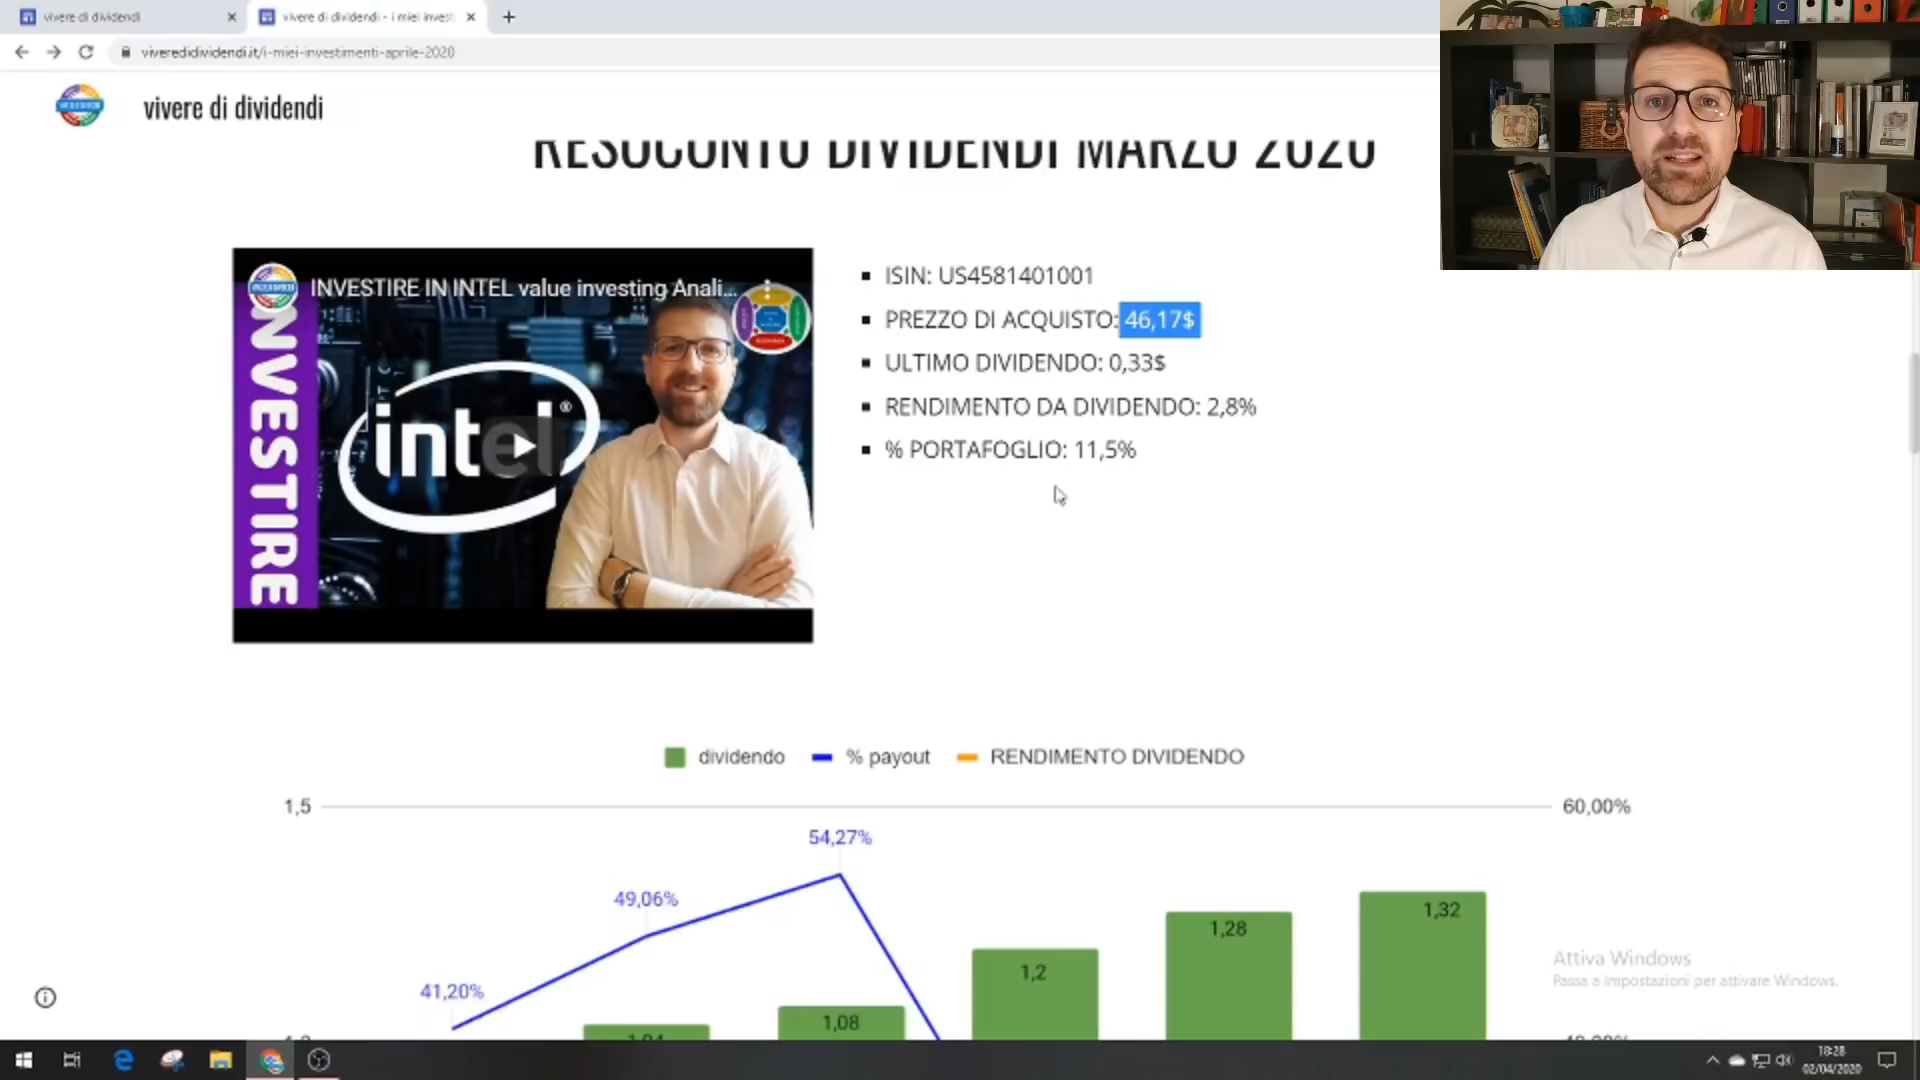 vivere di dividendi
vivere di dividendi - i miei invest
viveredidividendi.it/i-miei-investimenti-aprile-2020
vivere di dividendi
RESOCONTO DIVIDENDI MARZO 2020
INVESTIRE IN INTEL value investing Anali...
INVESTIRE
intel
®
ISIN: US4581401001
PREZZO DI ACQUISTO: 46,17$
ULTIMO DIVIDENDO: 0,33$
RENDIMENTO DA DIVIDENDO: 2,8%
% PORTAFOGLIO: 11,5%
dividendo
% payout
RENDIMENTO DIVIDENDO
1,5
60,00%
54,27%
49,06%
41,20%
1,08
1,2
1,28
1,32
Attiva Windows
Passa a Impostazioni per attivare Windows.
18:28
02/04/2020